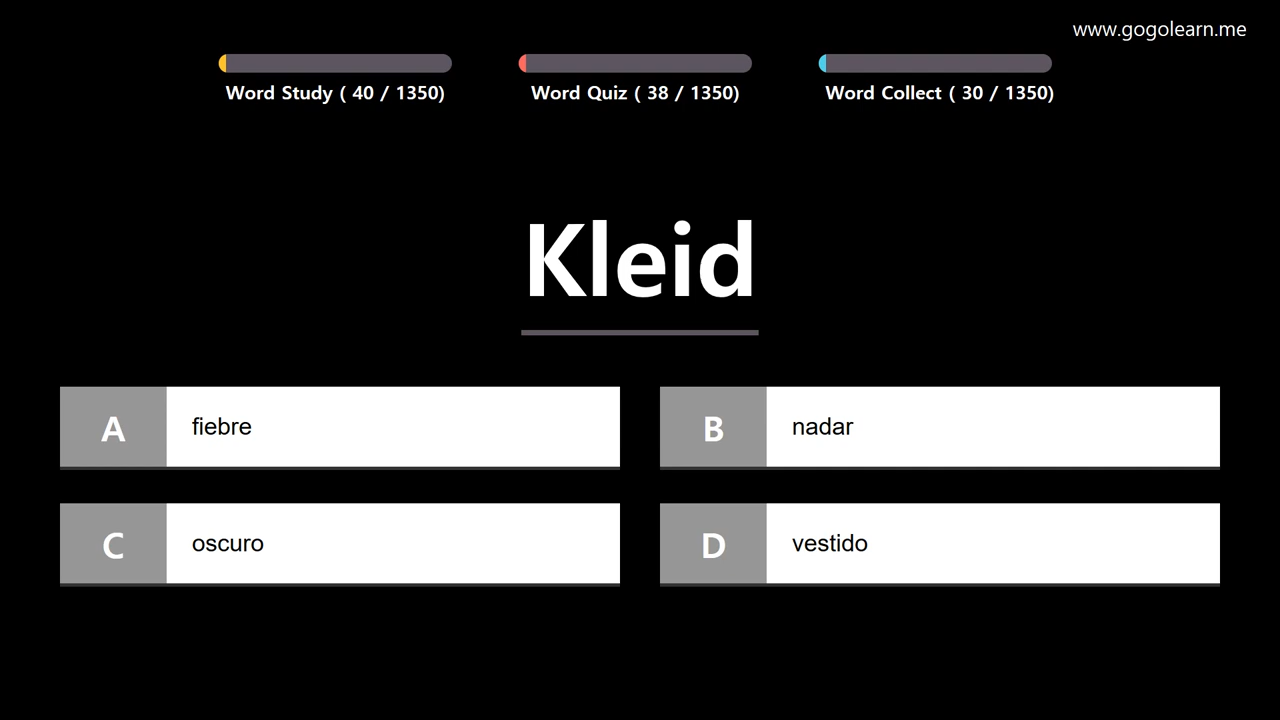 www.gogolearn.me
Word Study ( 40 / 1350)
Word Quiz ( 38 / 1350)
Word Collect ( 30 / 1350)
Kleid
A fiebre
B nadar
C oscuro
D vestido